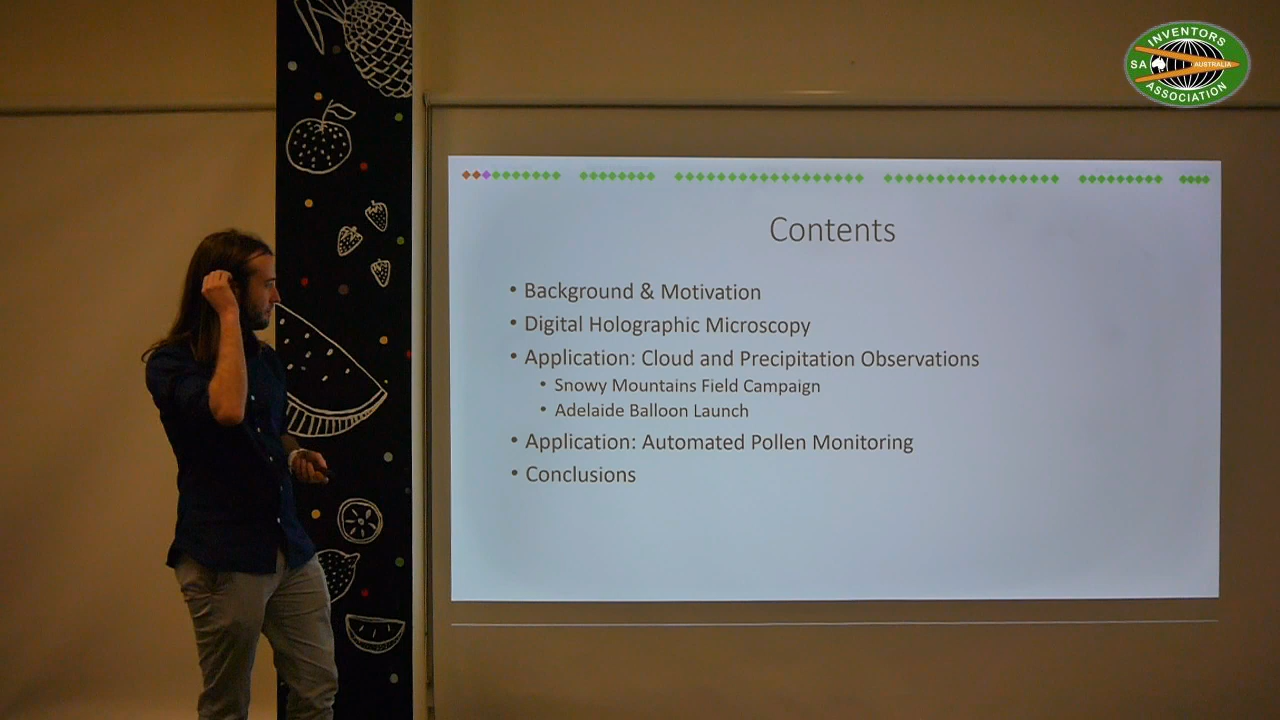 INVENTORS
SA AUSTRALIA
ASSOCIATION
Contents
• Background & Motivation
• Digital Holographic Microscopy
• Application: Cloud and Precipitation Observations
• Snowy Mountains Field Campaign
• Adelaide Balloon Launch
• Application: Automated Pollen Monitoring
• Conclusions